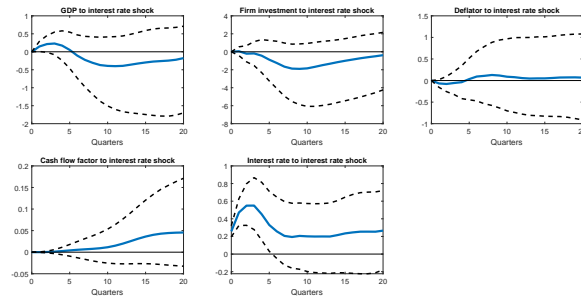 GDP to interest rate shock
1
0.5
0
-0.5
-1
-1.5
-2
0 5 10 15 20
Quarters
Firm investment to interest rate shock
4
2
0
-2
-4
-6
-8
0 5 10 15 20
Quarters
Deflator to interest rate shock
1.5
1
0.5
0
-0.5
-1
0 5 10 15 20
Quarters
Cash flow factor to interest rate shock
0.2
0.15
0.1
0.05
0
-0.05
0 5 10 15 20
Quarters
Interest rate to interest rate shock
1
0.8
0.6
0.4
0.2
0
-0.2
0 5 10 15 20
Quarters